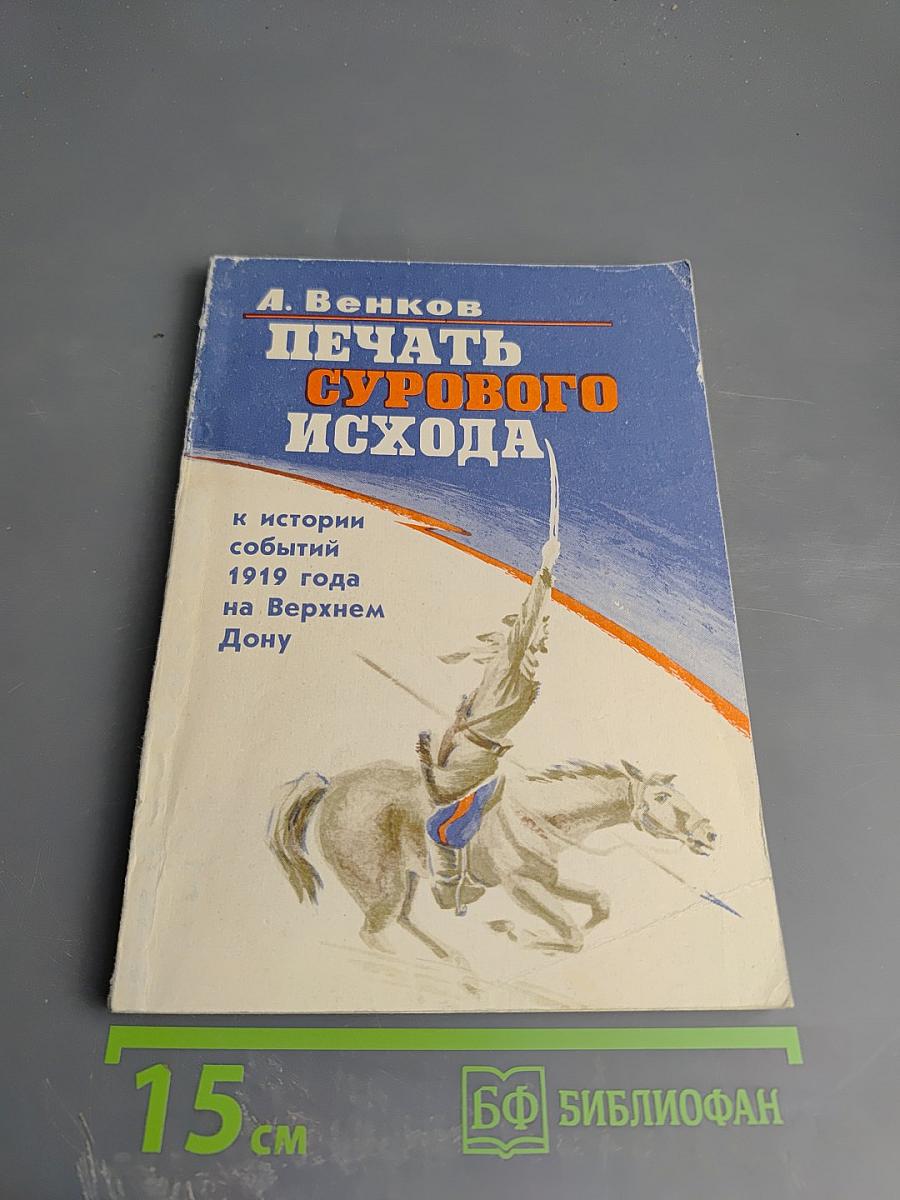 А. Венков
ПЕЧАТЬ
СУРОВОГО
ИСХОДА
к истории
событий
1919 года
на Верхнем
Дону
15 см
БФ БИБЛИОФАН